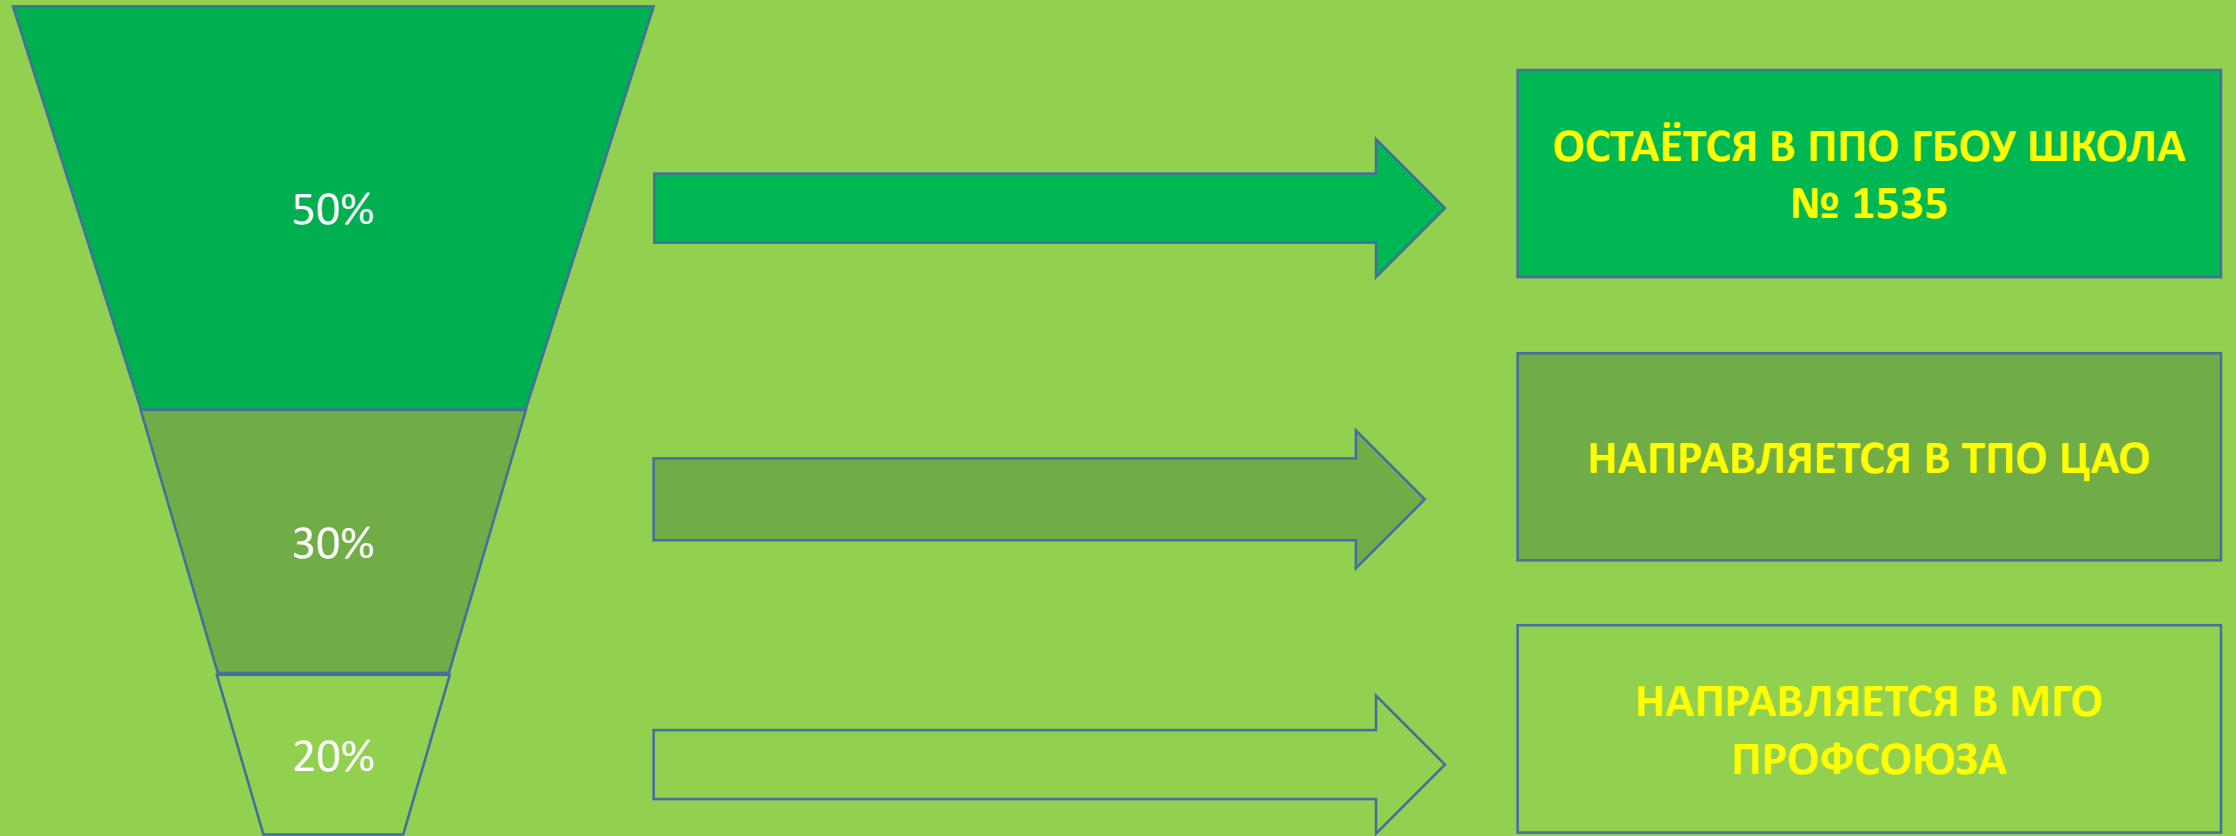 50%
ОСТАЁТСЯ В ППО ГБОУ ШКОЛА
№ 1535
30%
НАПРАВЛЯЕТСЯ В ТПО ЦАО
20%
НАПРАВЛЯЕТСЯ В МГО
ПРОФСОЮЗА